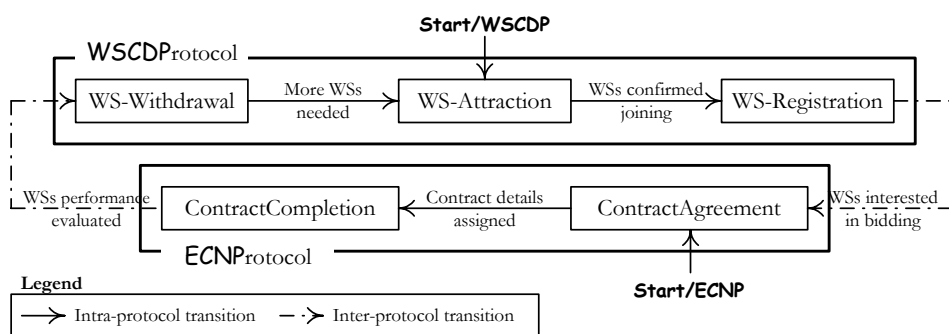 Start/WSCDP
WSCDProtocol
WS-Withdrawal
More WSs
needed
WS-Attraction
WSs confirmed
joining
WS-Registration
WSs performance
evaluated
ContractCompletion
Contract details
assigned
ContractAgreement
WSs interested
in bidding
ECNProtocol
Start/ECNP
Legend
Intra-protocol transition
Inter-protocol transition